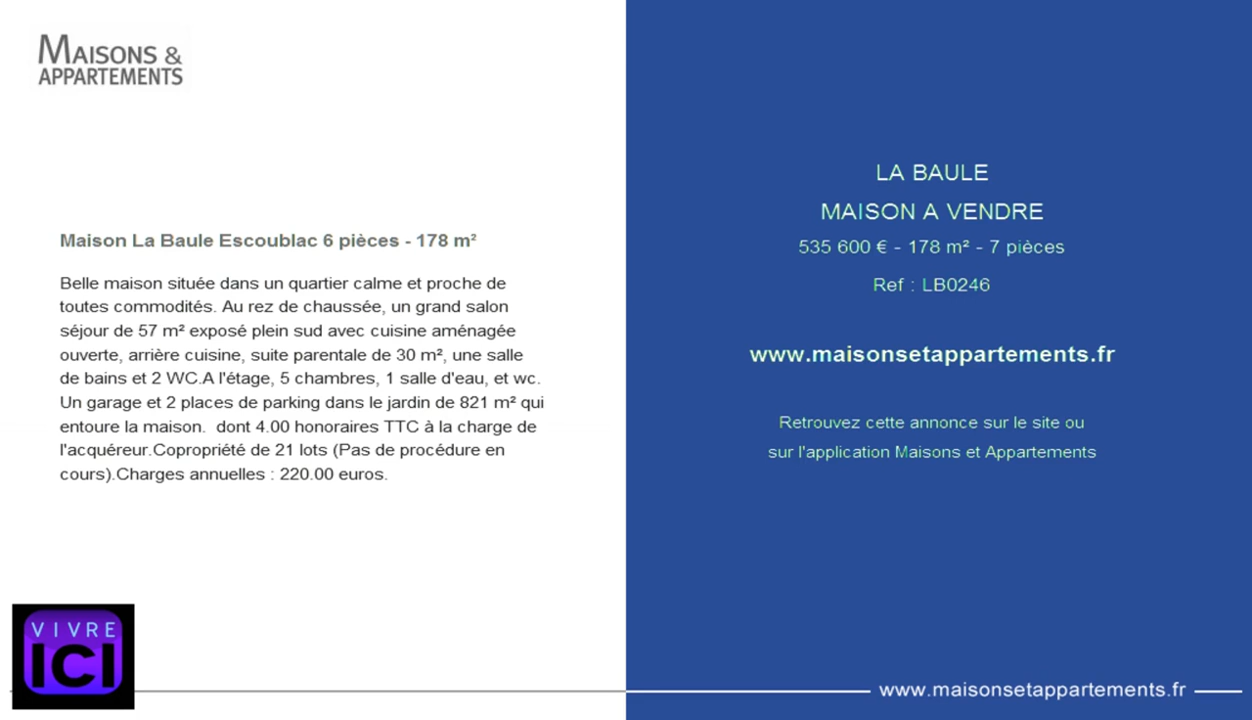 MAISONS &
APPARTEMENTS
Maison La Baule Escoublac 6 pièces - 178 m²
Belle maison située dans un quartier calme et proche de
toutes commodités. Au rez de chaussée, un grand salon
séjour de 57 m² exposé plein sud avec cuisine aménagée
ouverte, arrière cuisine, suite parentale de 30 m², une salle
de bains et 2 WC.A l'étage, 5 chambres, 1 salle d'eau, et wc.
Un garage et 2 places de parking dans le jardin de 821 m² qui
entoure la maison.  dont 4.00 honoraires TTC à la charge de
l'acquéreur.Copropriété de 21 lots (Pas de procédure en
cours).Charges annuelles : 220.00 euros.
VIVRE
ICI
LA BAULE
MAISON A VENDRE
535 600 € - 178 m² - 7 pièces
Ref : LB0246
www.maisonsetappartements.fr
Retrouvez cette annonce sur le site ou
sur l'application Maisons et Appartements
www.maisonsetappartements.fr